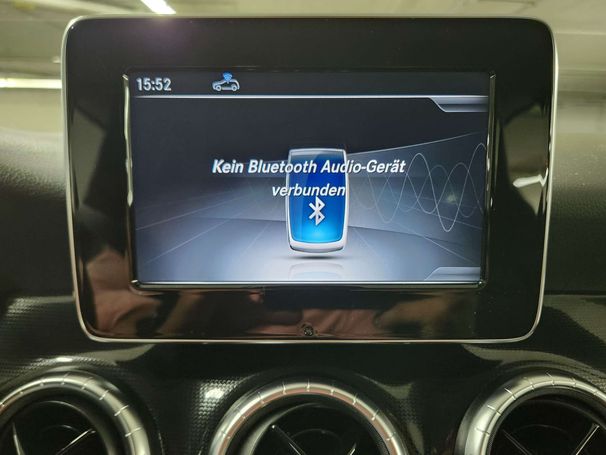 15:52
Kein Bluetooth Audio-Gerät
verbunden